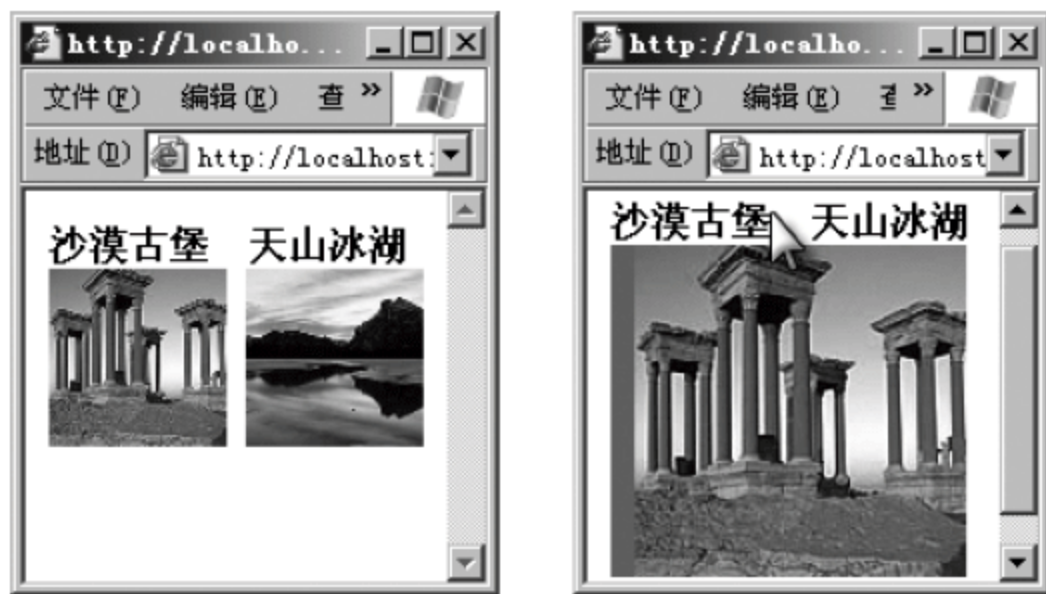 http://localho...
文件(F) 编辑(E) 查 »
地址(D) http://localhost:
沙漠古堡 天山冰湖
http://localho...
文件(F) 编辑(E) 查 »
地址(D) http://localhost
沙漠古堡 天山冰湖